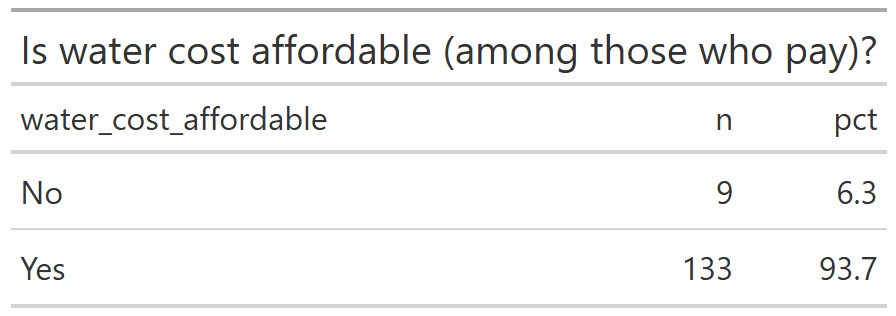 Is water cost affordable (among those who pay)?
water_cost_affordable n pct
No 9 6.3
Yes 133 93.7